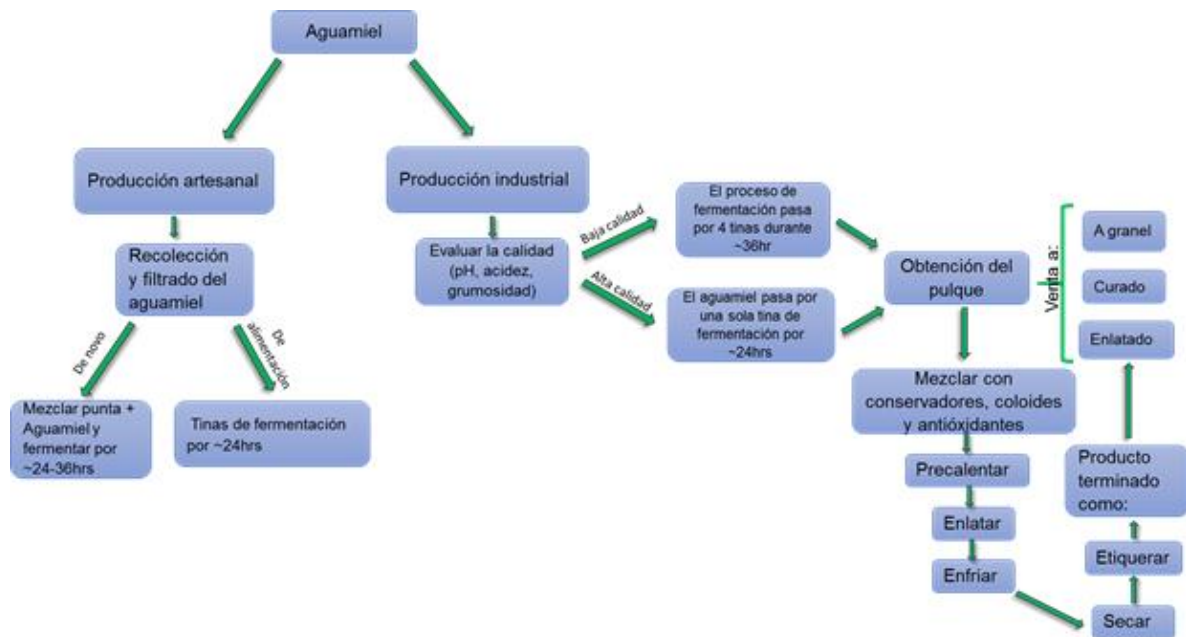 Aguamiel
Producción artesanal
Producción industrial
Recolección
y filtrado del
aguamiel
Evaluar la calidad
(pH, acidez,
grumosidad)
De novo
De
alimentación
Mezclar punta +
Aguamiel y
fermentar por
~24-36hrs
Tinas de fermentación
por ~24hrs
Baja calidad
Alta calidad
El proceso de
fermentación pasa
por 4 tinas durante
~36hr
El aguamiel pasa por
una sola tina de
fermentación por
~24hrs
Obtención del
pulque
Venta a:
A granel
Curado
Enlatado
Mezclar con
conservadores, coloides
y antióxidantes
Precalentar
Enlatar
Enfriar
Secar
Etiquerar
Producto
terminado
como: